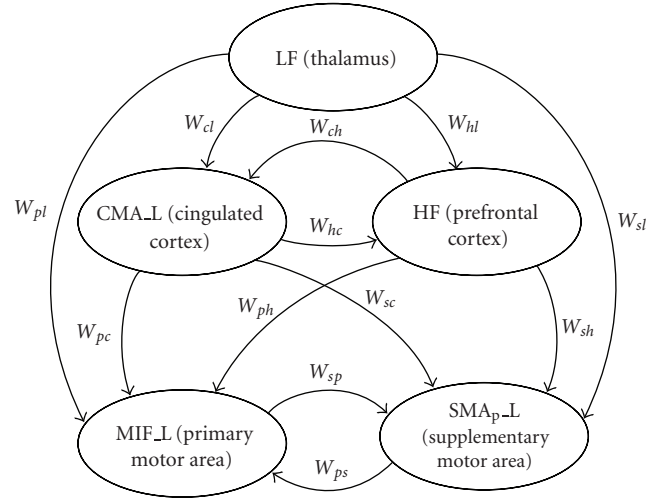 LF (thalamus)
W_cl
W_ch
W_hl
W_pl
CMA_L (cingulated
cortex)
W_hc
HF (prefrontal
cortex)
W_sl
W_pc
W_ph
W_sc
W_sh
W_sp
MIF_L (primary
motor area)
W_ps
SMA_p_L
(supplementary
motor area)